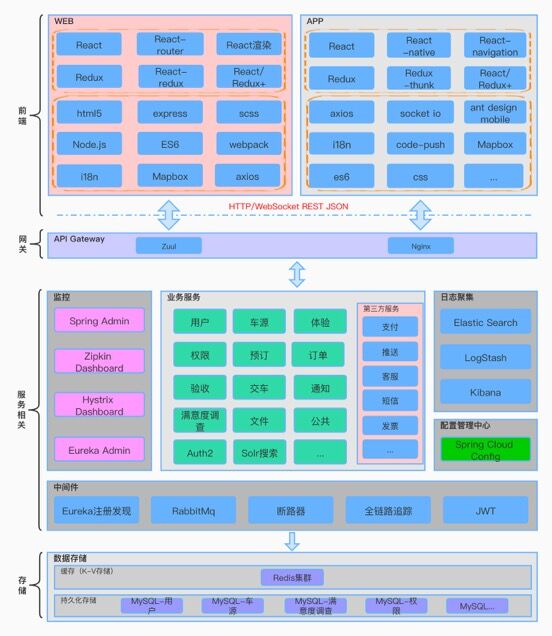 WEB
APP
React
React-
router
React渲染
React
React
-native
React-
navigation
Redux
React-
redux
React/
Redux+
Redux
Redux
-thunk
React/
Redux+
前端
html5
express
scss
axios
socket io
ant design
mobile
Node.js
ES6
webpack
i18n
code-push
Mapbox
i18n
Mapbox
axios
es6
css
...
HTTP/WebSocket REST JSON
网关
API Gateway
Zuul
Nginx
监控
业务服务
日志聚集
Spring Admin
用户
车源
体验
第三方服务
支付
Elastic Search
Zipkin
Dashboard
权限
预订
订单
推送
LogStash
服务相关
Hystrix
Dashboard
验收
交车
通知
客服
短信
Kibana
满意度调
查
文件
公共
发票
配置管理中心
Eureka Admin
Auth2
Solr搜索
...
...
Spring Cloud
Config
中间件
Eureka注册发现
RabbitMq
断路器
全链路追踪
JWT
存储
数据存储
缓存（K-V存储）
Redis集群
持久化存储
MySQL-用
户
MySQL-车
源
MySQL-满
意度调查
MySQL-权
限
MySQL...